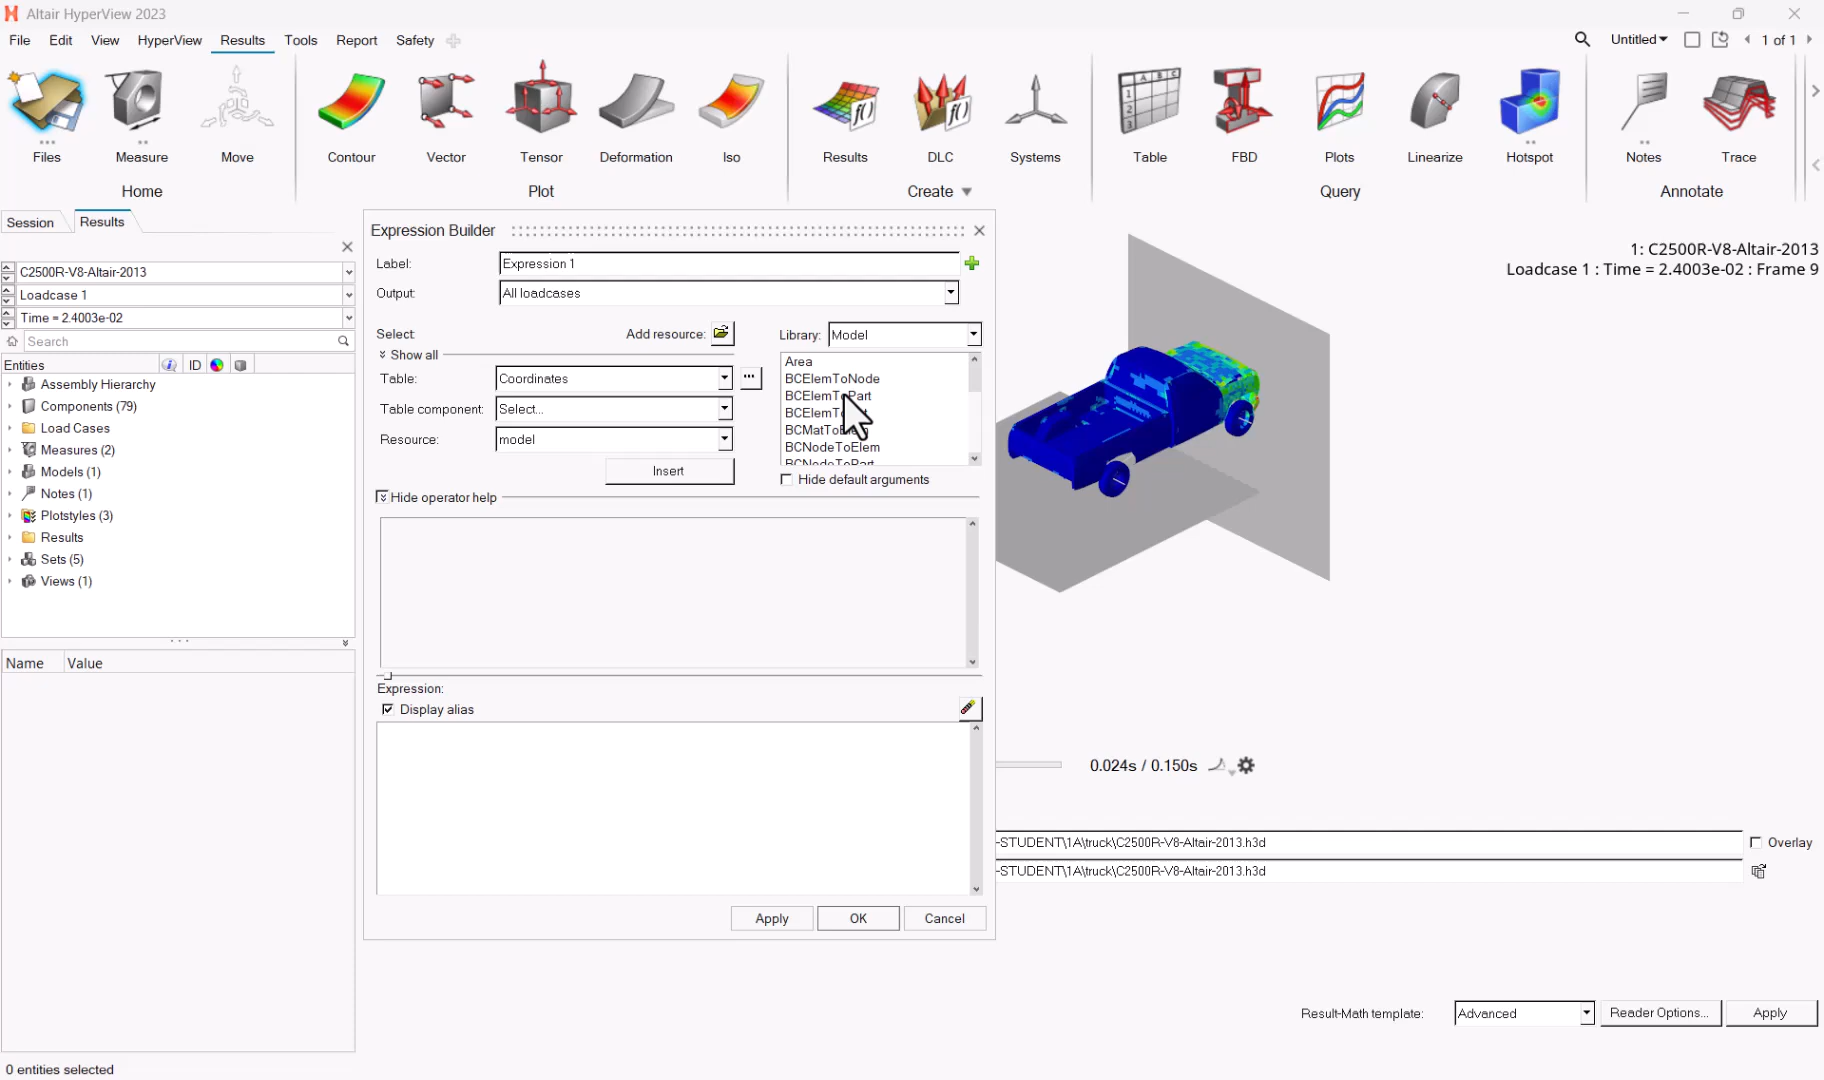 Altair HyperView 2023
File Edit View HyperView Results Tools Report Safety
Untitled 1 of 1
Files Measure Move Contour Vector Tensor Deformation Iso Results DLC Systems Table FBD Plots Linearize Hotspot Notes Trace
Home Plot Create Query Annotate
Session Results
C2500R-V8-Altair-2013
Loadcase 1
Time = 2.4003e-02
Search
Entities ID
Assembly Hierarchy
Components (79)
Load Cases
Measures (2)
Models (1)
Notes (1)
Plotstyles (3)
Results
Sets (5)
Views (1)
Name Value
0 entities selected
Expression Builder
Label: Expression 1
Output: All loadcases
Select: Add resource:
Show all
Table: Coordinates
Table component: Select...
Resource: model
Insert
Library: Model
Area
BCElemToNode
BCElemToPart
BCElemTo
BCMatTo
BCNodeToElem
BCNodeToPart
Hide default arguments
Hide operator help
Expression:
Display alias
Apply OK Cancel
1: C2500R-V8-Altair-2013
Loadcase 1 : Time = 2.4003e-02 : Frame 9
0.024s / 0.150s
-STUDENT\1A\truck\C2500R-V8-Altair-2013.h3d Overlay
-STUDENT\1A\truck\C2500R-V8-Altair-2013.h3d
Result-Math template: Advanced Reader Options... Apply